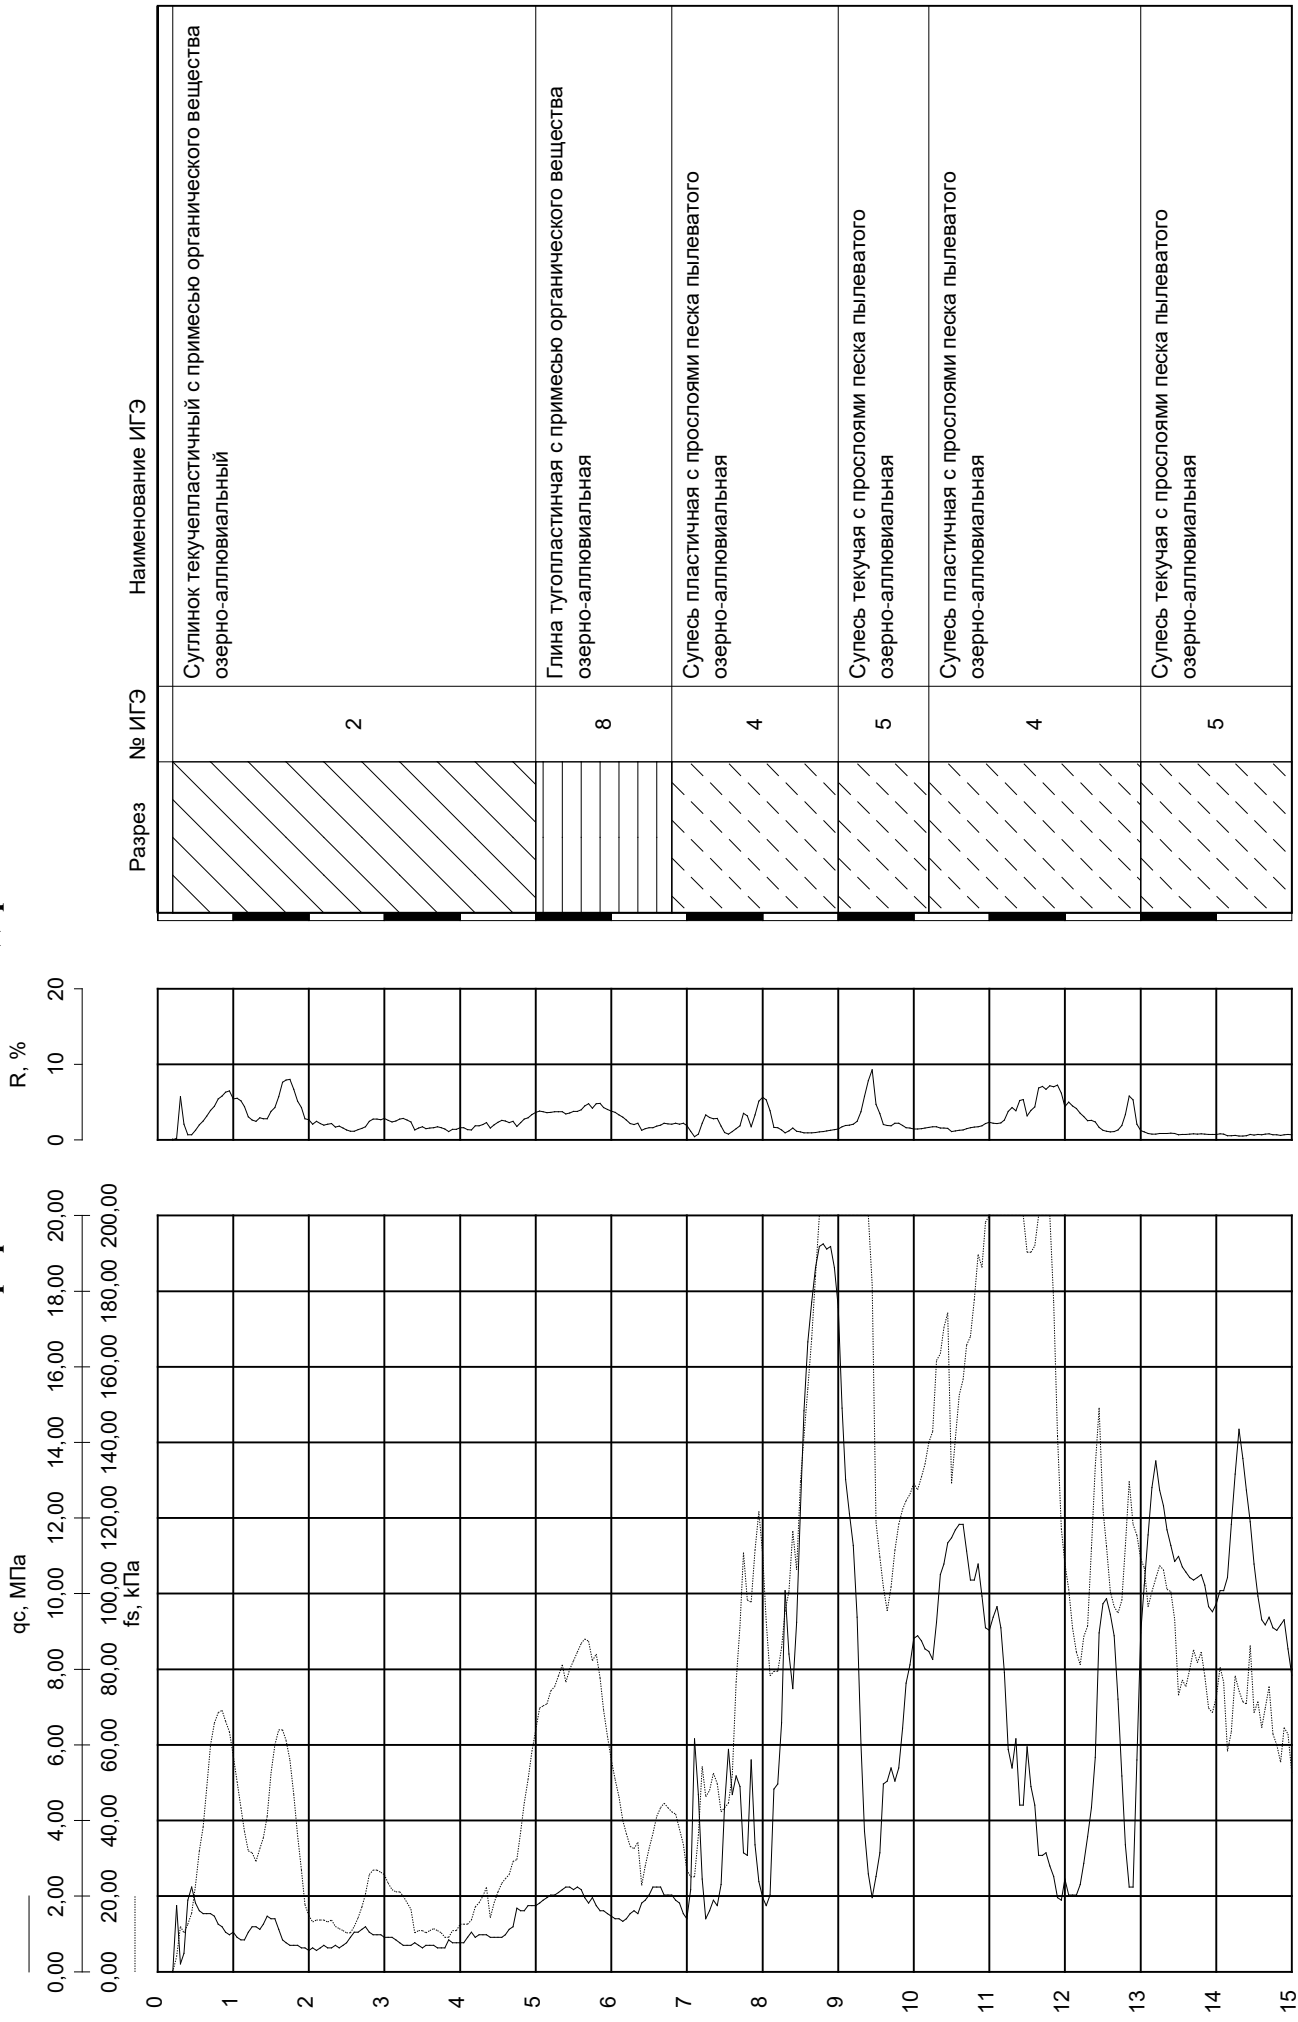 qc, МПа
0,00 2,00 4,00 6,00 8,00 10,00 12,00 14,00 16,00 18,00 20,00
0,00 20,00 40,00 60,00 80,00 100,00 120,00 140,00 160,00 180,00 200,00
fs, кПа
R, %
0 10 20
Разрез
№ ИГЭ
Наименование ИГЭ
0
1
2
3
4
5
6
7
8
9
10
11
12
13
14
15
2
Суглинок текучепластичный с примесью органического вещества
озерно-аллювиальный
8
Глина тугопластинчая с примесью органического вещества
озерно-аллювиальная
4
Супесь пластичная с прослоями песка пылеватого
озерно-аллювиальная
5
Супесь текучая с прослоями песка пылеватого
озерно-аллювиальная
4
Супесь пластичная с прослоями песка пылеватого
озерно-аллювиальная
5
Супесь текучая с прослоями песка пылеватого
озерно-аллювиальная